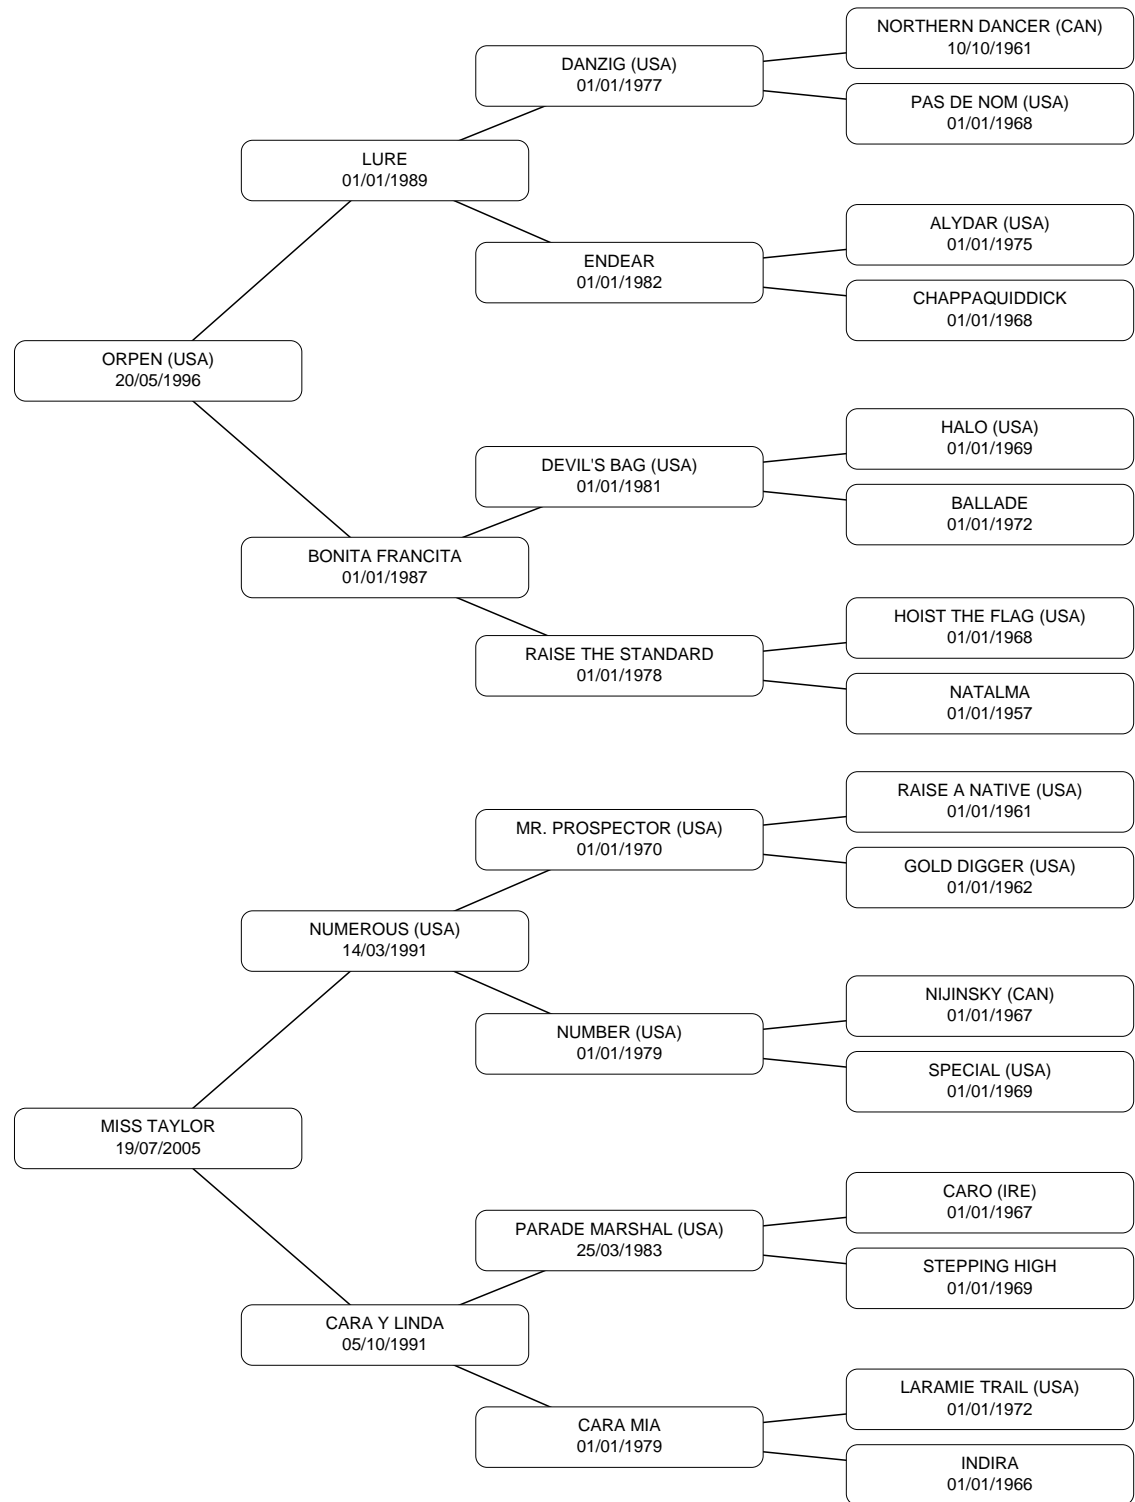 NORTHERN DANCER (CAN)
10/10/1961
DANZIG (USA)
01/01/1977
PAS DE NOM (USA)
01/01/1968
LURE
01/01/1989
ALYDAR (USA)
01/01/1975
ENDEAR
01/01/1982
CHAPPAQUIDDICK
01/01/1968
ORPEN (USA)
20/05/1996
HALO (USA)
01/01/1969
DEVIL'S BAG (USA)
01/01/1981
BALLADE
01/01/1972
BONITA FRANCITA
01/01/1987
HOIST THE FLAG (USA)
01/01/1968
RAISE THE STANDARD
01/01/1978
NATALMA
01/01/1957
RAISE A NATIVE (USA)
01/01/1961
MR. PROSPECTOR (USA)
01/01/1970
GOLD DIGGER (USA)
01/01/1962
NUMEROUS (USA)
14/03/1991
NIJINSKY (CAN)
01/01/1967
NUMBER (USA)
01/01/1979
SPECIAL (USA)
01/01/1969
MISS TAYLOR
19/07/2005
CARO (IRE)
01/01/1967
PARADE MARSHAL (USA)
25/03/1983
STEPPING HIGH
01/01/1969
CARA Y LINDA
05/10/1991
LARAMIE TRAIL (USA)
01/01/1972
CARA MIA
01/01/1979
INDIRA
01/01/1966